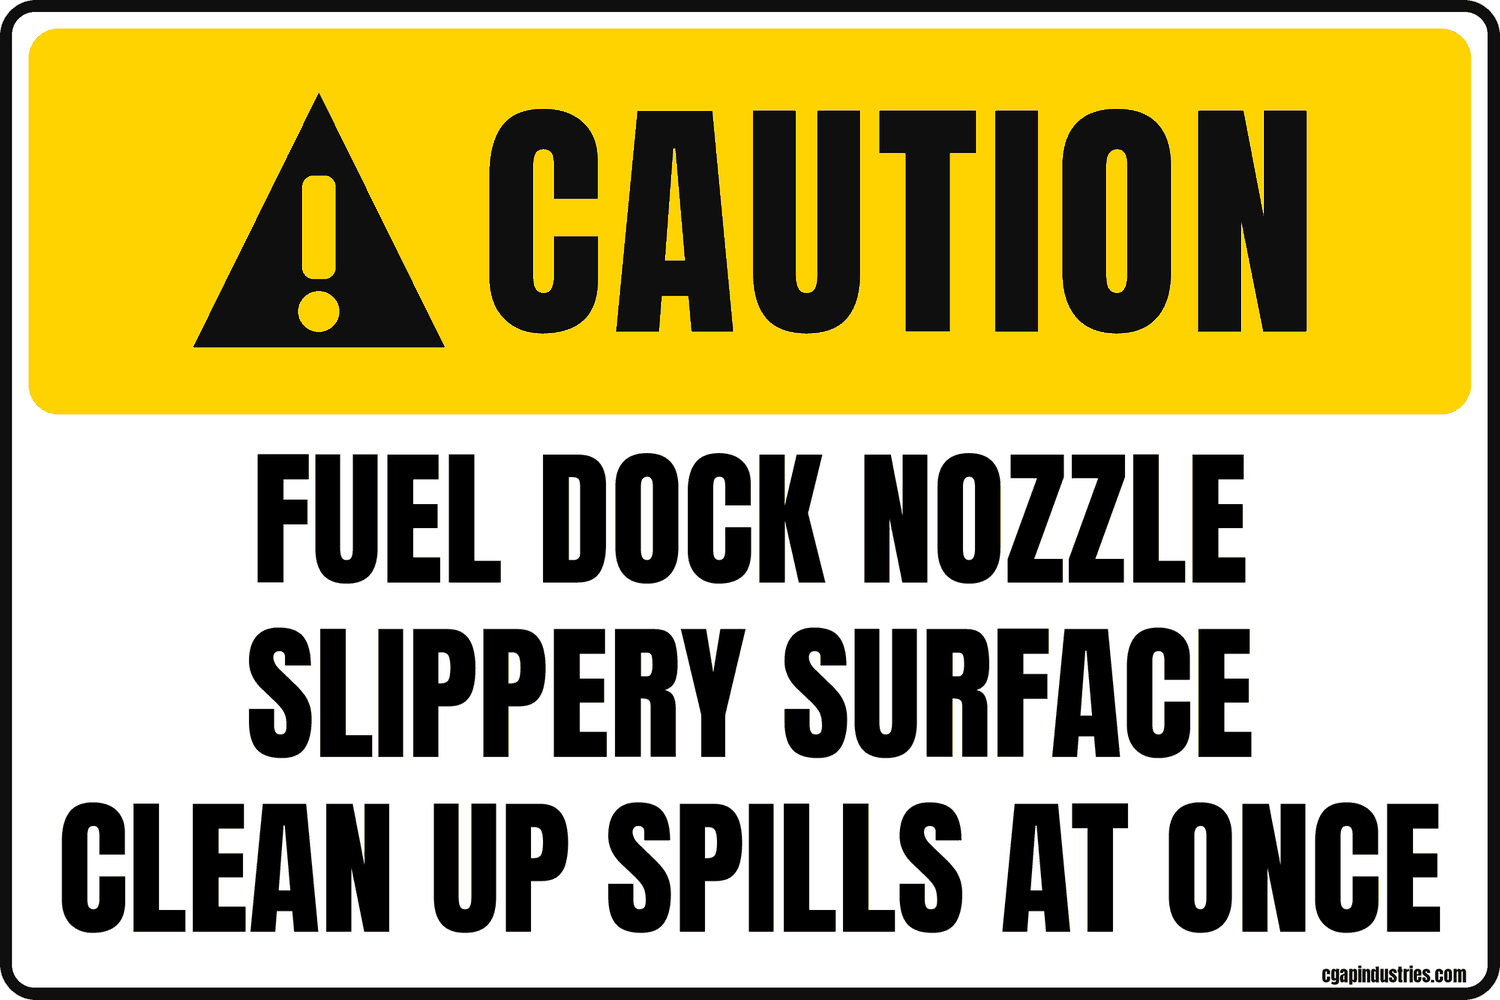 CAUTION
FUEL DOCK NOZZLE
SLIPPERY SURFACE
CLEAN UP SPILLS AT ONCE
cgapindustries.com